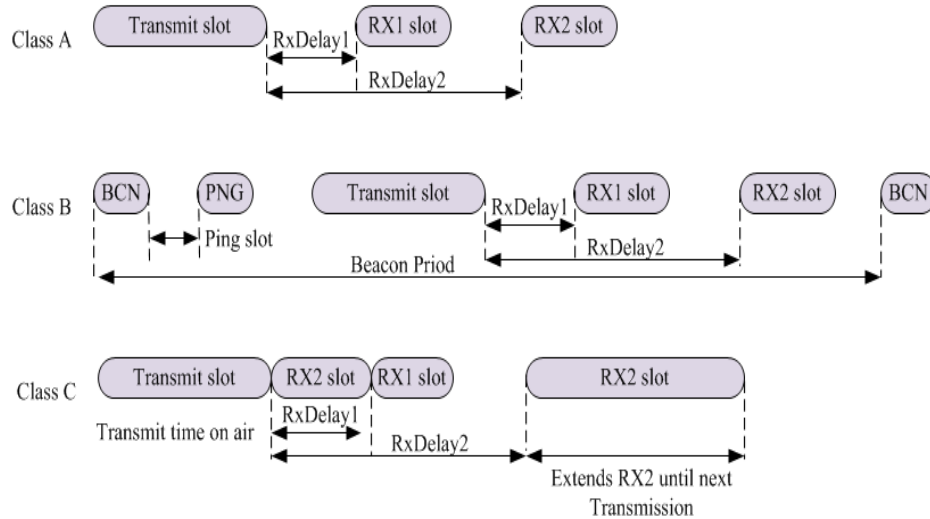 Class A
Transmit slot
RX1 slot
RX2 slot
RxDelay1
RxDelay2
Class B
BCN
PNG
Transmit slot
RX1 slot
RX2 slot
BCN
Ping slot
RxDelay1
RxDelay2
Beacon Priod
Class C
Transmit slot
RX2 slot
RX1 slot
RX2 slot
Transmit time on air
RxDelay1
RxDelay2
Extends RX2 until next
Transmission